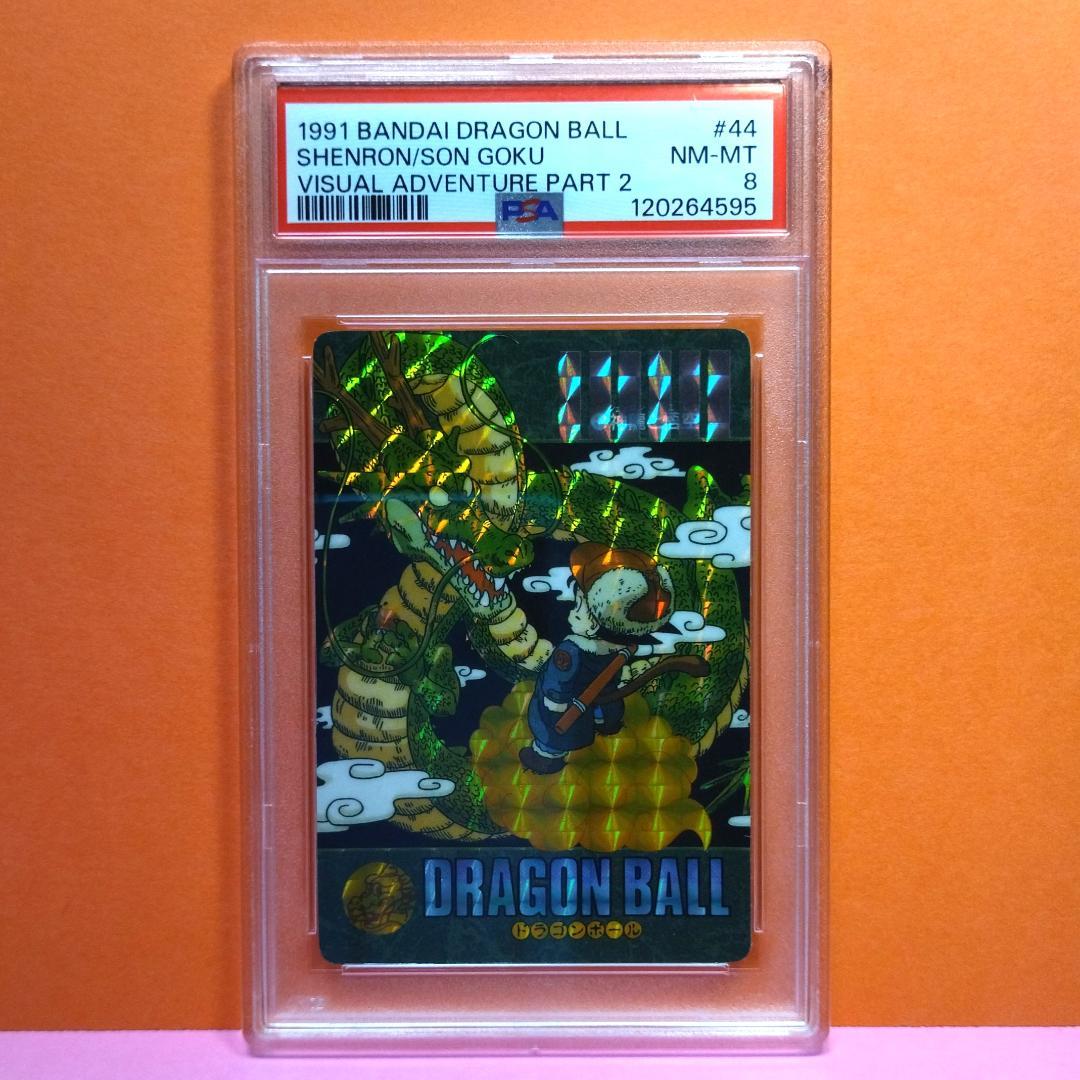 1991 BANDAI DRAGON BALL #44
SHENRON/SON GOKU NM-MT
VISUAL ADVENTURE PART 2 8
PSA 120264595
DRAGON BALL
ドラゴンボール